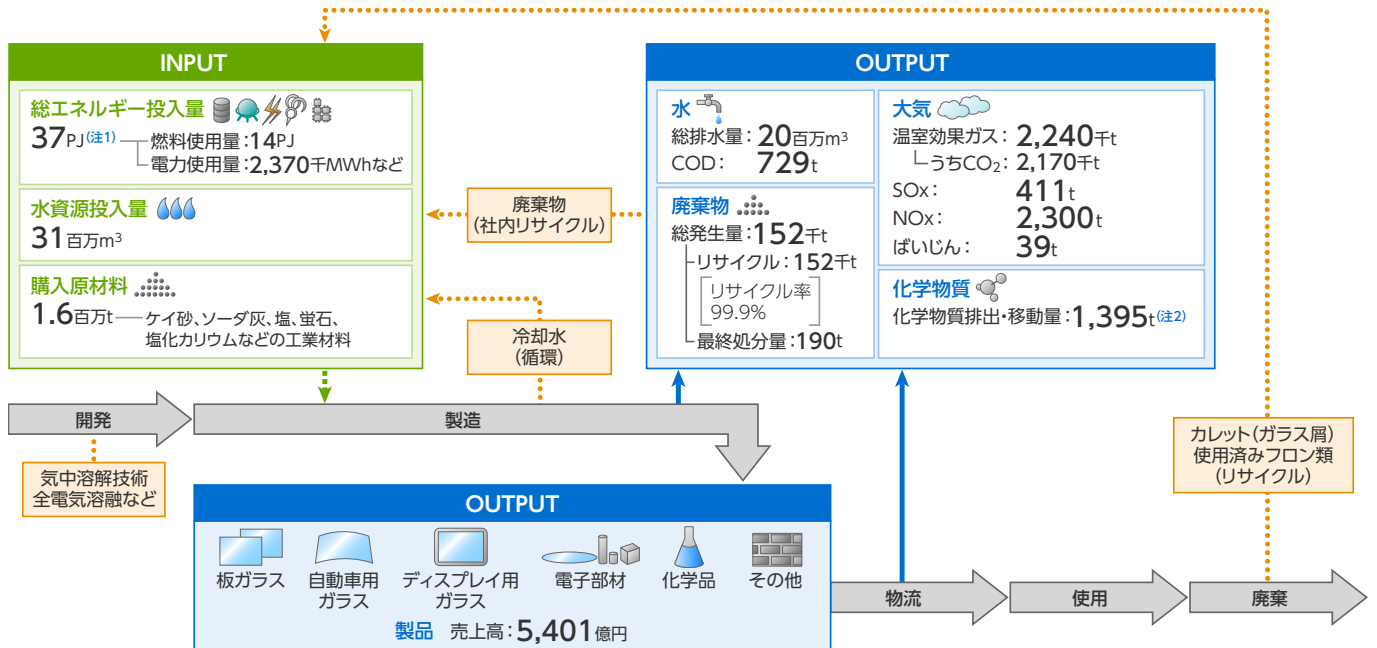 INPUT
総エネルギー投入量
37PJ(注1)
燃料使用量:14PJ
電力使用量:2,370千MWhなど
水資源投入量
31百万m³
購入原材料
1.6百万t
ケイ砂、ソーダ灰、塩、蛍石、
塩化カリウムなどの工業材料
廃棄物
(社内リサイクル)
冷却水
(循環)
OUTPUT
水
総排水量:20百万m³
COD: 729t
廃棄物
総発生量:152千t
リサイクル:152千t
リサイクル率
99.9%
最終処分量:190t
大気
温室効果ガス:2,240千t
うちCO₂:2,170千t
SOx: 411t
NOx: 2,300t
ばいじん: 39t
化学物質
化学物質排出・移動量:1,395t(注2)
開発
製造
気中溶解技術
全電気溶融など
カレット(ガラス屑)
使用済みフロン類
(リサイクル)
OUTPUT
板ガラス
自動車用
ガラス
ディスプレイ用
ガラス
電子部材
化学品
その他
製品 売上高:5,401億円
物流
使用
廃棄